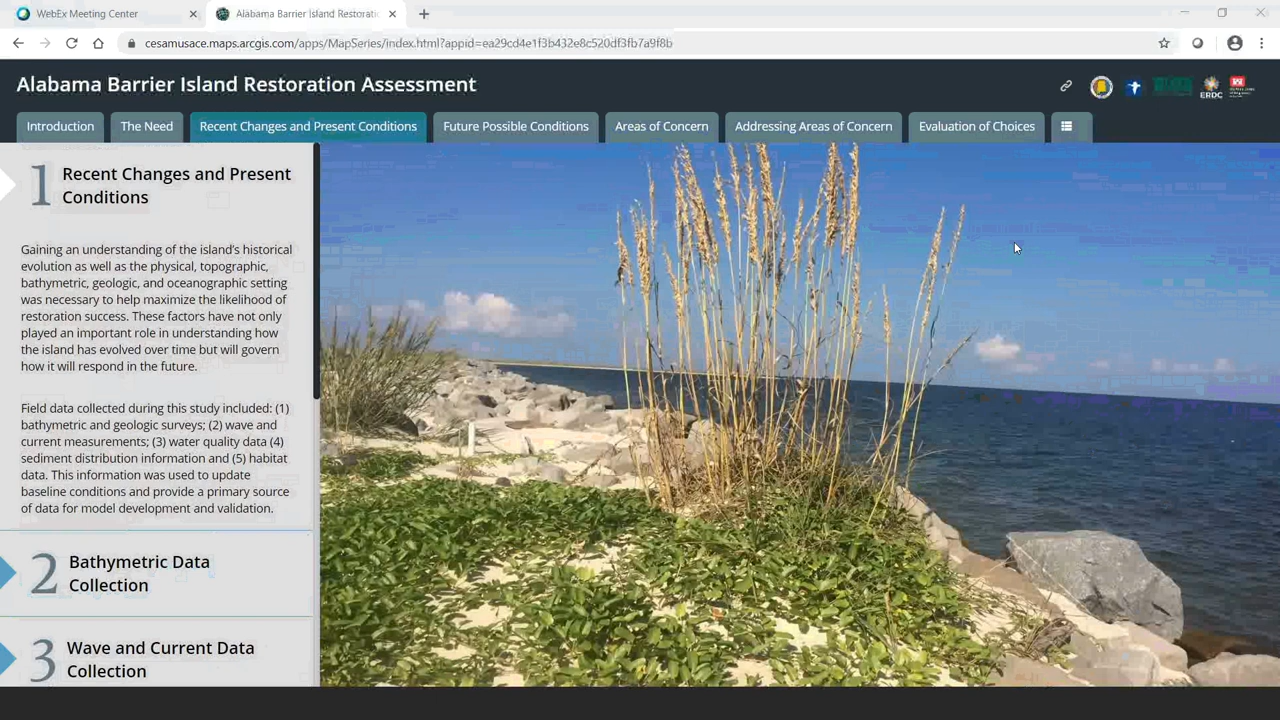 WebEx Meeting Center
Alabama Barrier Island Restorati
cesamusace.maps.arcgis.com/apps/MapSeries/index.html?appid=ea29cd4e1f3b432e8c520df3fb7a9f8b
Alabama Barrier Island Restoration Assessment
ERDC
Introduction
The Need
Recent Changes and Present Conditions
Future Possible Conditions
Areas of Concern
Addressing Areas of Concern
Evaluation of Choices
1 Recent Changes and Present
Conditions
Gaining an understanding of the island's historical
evolution as well as the physical, topographic,
bathymetric, geologic, and oceanographic setting
was necessary to help maximize the likelihood of
restoration success. These factors have not only
played an important role in understanding how
the island has evolved over time but will govern
how it will respond in the future.
Field data collected during this study included: (1)
bathymetric and geologic surveys; (2) wave and
current measurements; (3) water quality data (4)
sediment distribution information and (5) habitat
data. This information was used to update
baseline conditions and provide a primary source
of data for model development and validation.
2 Bathymetric Data
Collection
3 Wave and Current Data
Collection